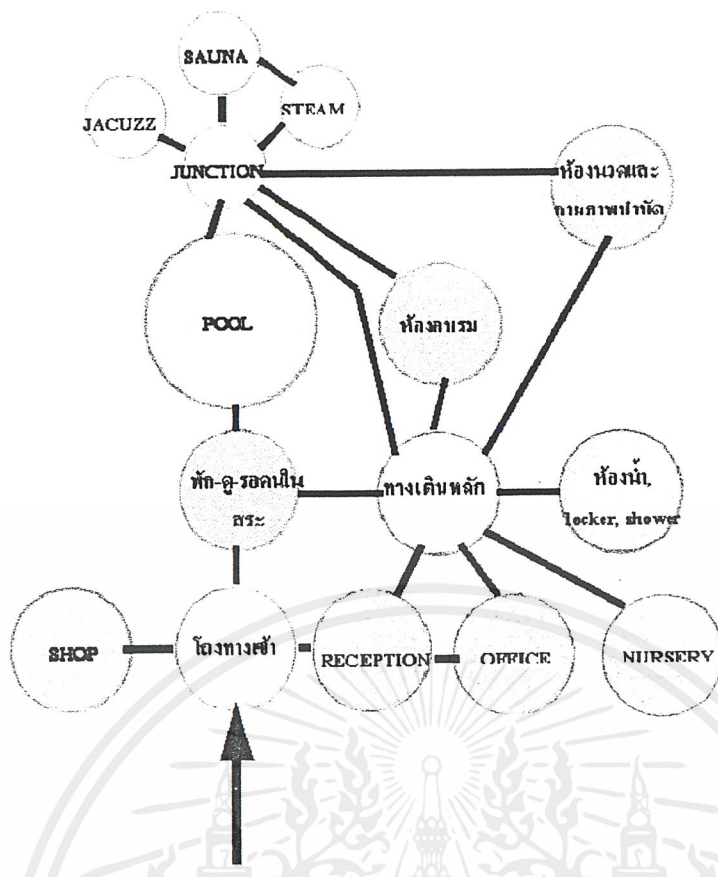 SAUNA
STEAM
JACUZZ
JUNCTION
ห้องนวดและ
กายภาพบำบัด
POOL
ห้องอบรม
พัก-ดู-รอคนใน
สระ
ทางเดินหลัก
ห้องน้ำ,
locker, shower
SHOP
โถงทางเข้า
RECEPTION
OFFICE
NURSERY